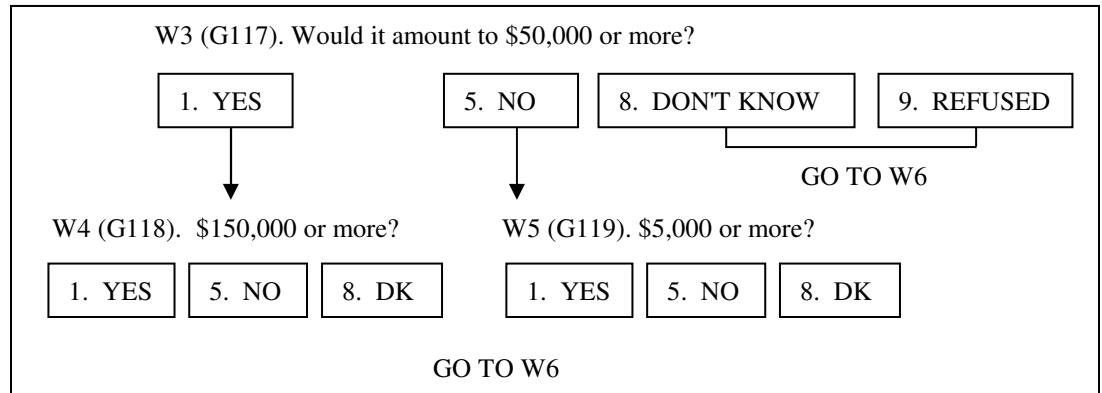 W3 (G117). Would it amount to $50,000 or more?
1. YES 5. NO 8. DON'T KNOW 9. REFUSED
GO TO W6
W4 (G118). $150,000 or more? W5 (G119). $5,000 or more?
1. YES 5. NO 8. DK 1. YES 5. NO 8. DK
GO TO W6